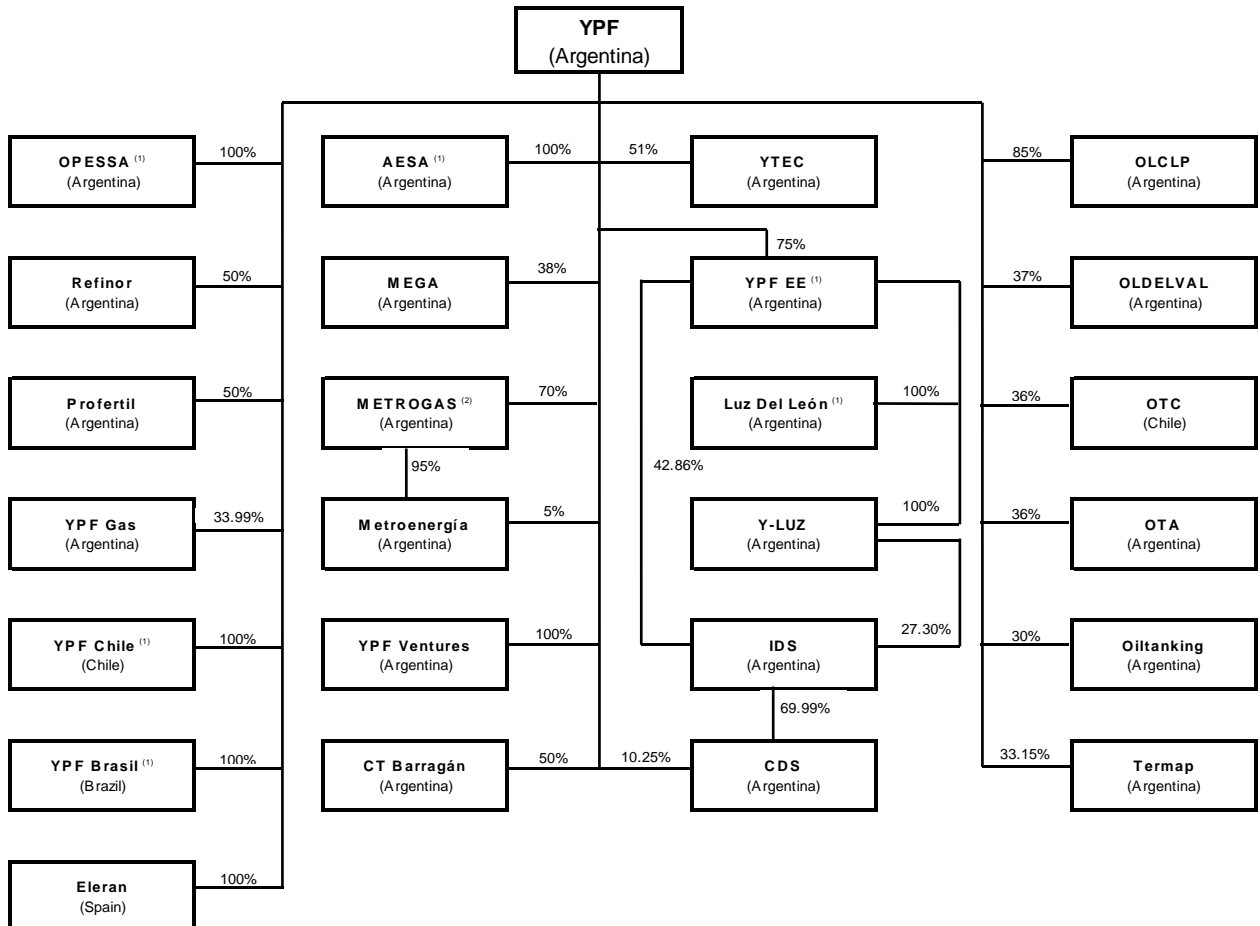 YPF
(Argentina)
OPESSA (1)
(Argentina)
100%
AESA (1)
(Argentina)
100%
51%
YTEC
(Argentina)
85%
OLCLP
(Argentina)
75%
Refinor
(Argentina)
50%
MEGA
(Argentina)
38%
YPF EE (1)
(Argentina)
37%
OLDELVAL
(Argentina)
Profertil
(Argentina)
50%
METROGAS (2)
(Argentina)
70%
Luz Del León (1)
(Argentina)
100%
36%
OTC
(Chile)
95%
42.86%
YPF Gas
(Argentina)
33.99%
Metroenergía
(Argentina)
5%
Y-LUZ
(Argentina)
100%
36%
OTA
(Argentina)
YPF Chile (1)
(Chile)
100%
YPF Ventures
(Argentina)
100%
IDS
(Argentina)
27.30%
30%
Oiltanking
(Argentina)
69.99%
YPF Brasil (1)
(Brazil)
100%
CT Barragán
(Argentina)
50%
10.25%
CDS
(Argentina)
33.15%
Termap
(Argentina)
Eleran
(Spain)
100%